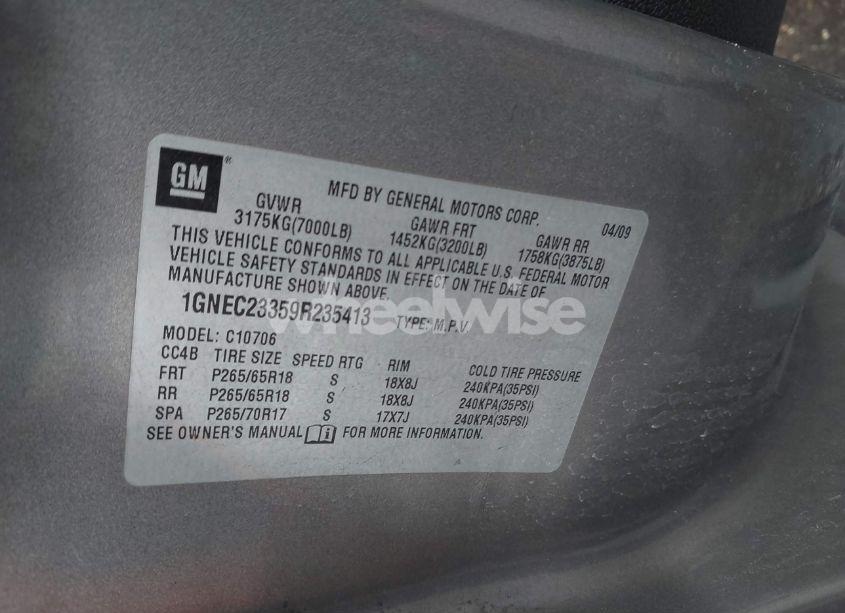 GM®
MFD BY GENERAL MOTORS CORP. 04/09
GVWR GAWR FRT GAWR RR
3175KG(7000LB) 1452KG(3200LB) 1758KG(3875LB)
THIS VEHICLE CONFORMS TO ALL APPLICABLE U.S. FEDERAL MOTOR
VEHICLE SAFETY STANDARDS IN EFFECT ON THE DATE OF
MANUFACTURE SHOWN ABOVE.
1GNEC23359R235413 TYPE: M.P.V.
wheelwise
MODEL: C10706
CC4B TIRE SIZE SPEED RTG RIM COLD TIRE PRESSURE
FRT P265/65R18 S 18X8J 240KPA(35PSI)
RR P265/65R18 S 18X8J 240KPA(35PSI)
SPA P265/70R17 S 17X7J 240KPA(35PSI)
SEE OWNER'S MANUAL FOR MORE INFORMATION.